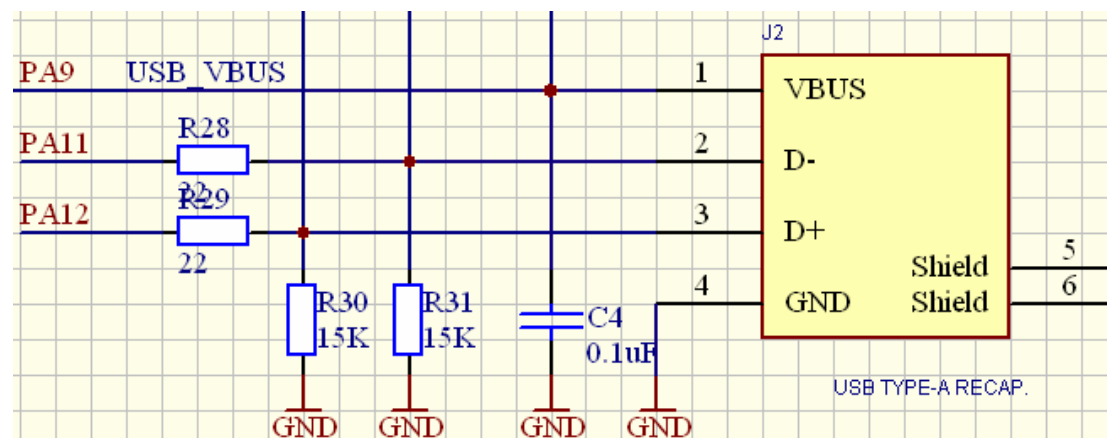 J2
PA9 USB_VBUS 1 VBUS
R28
PA11 2 D-
22
R29
PA12 3 D+
22
Shield 5
R30 R31 C4 4 GND Shield 6
15K 15K 0.1uF
USB TYPE-A RECAP.
GND GND GND GND